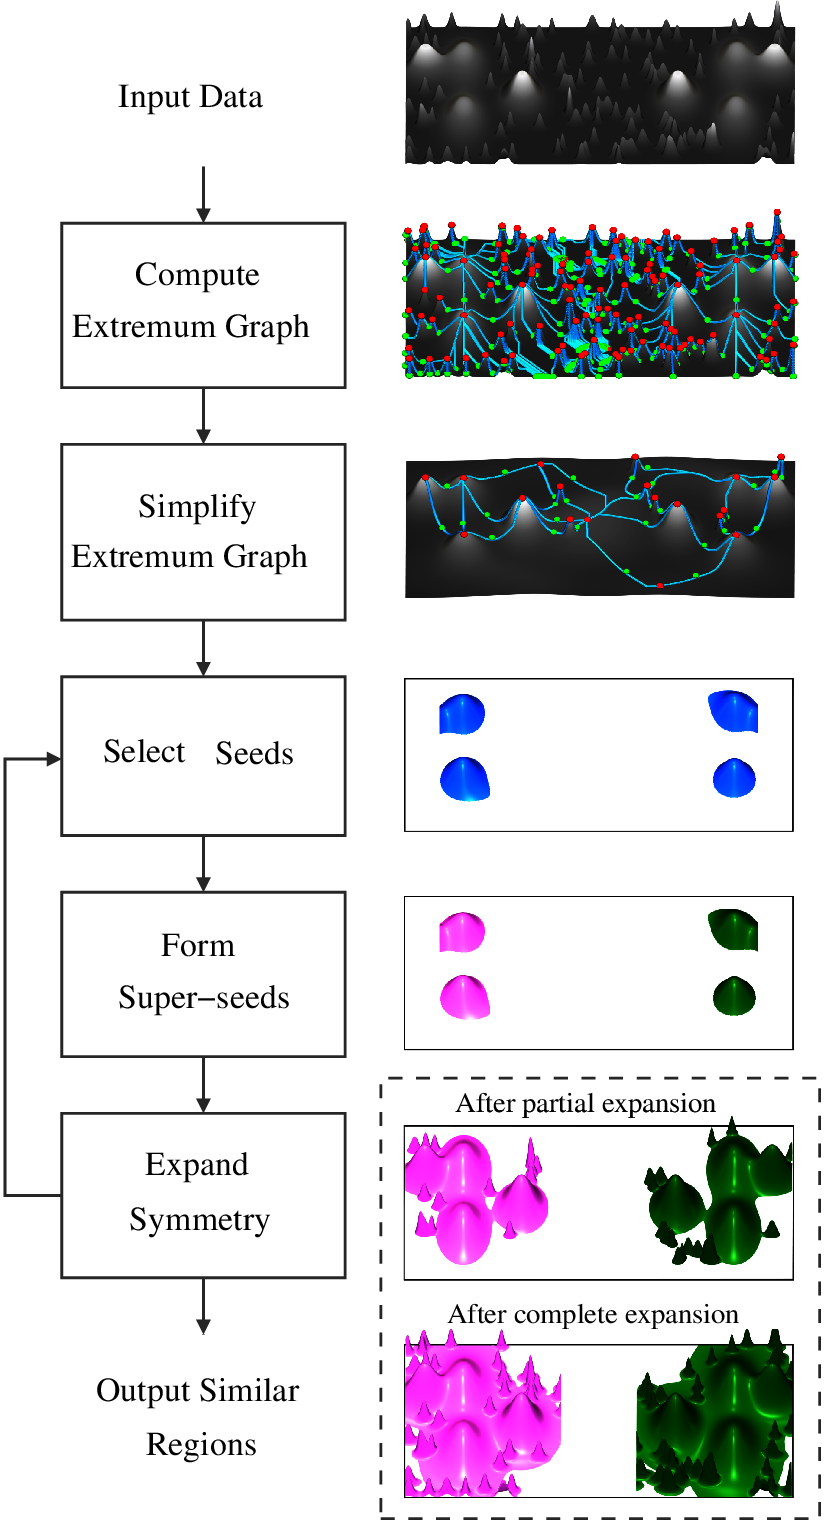 Input Data
Compute
Extremum Graph
Simplify
Extremum Graph
Select Seeds
Form
Super−seeds
After partial expansion
Expand
Symmetry
After complete expansion
Output Similar
Regions